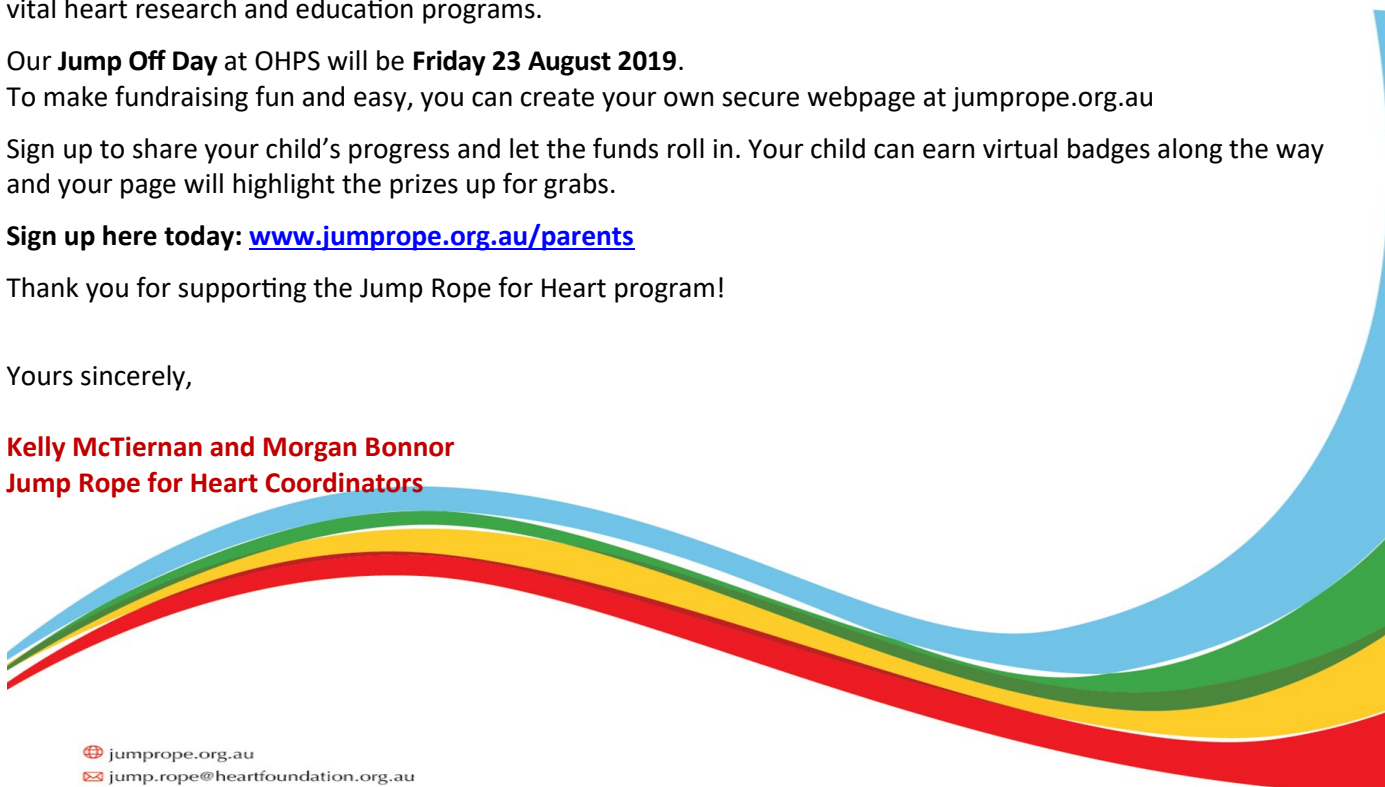 vital heart research and education programs.
Our Jump Off Day at OHPS will be Friday 23 August 2019.
To make fundraising fun and easy, you can create your own secure webpage at jumprope.org.au
Sign up to share your child's progress and let the funds roll in. Your child can earn virtual badges along the way
and your page will highlight the prizes up for grabs.
Sign up here today: www.jumprope.org.au/parents
Thank you for supporting the Jump Rope for Heart program!
Yours sincerely,
Kelly McTiernan and Morgan Bonnor
Jump Rope for Heart Coordinators
jumprope.org.au
jump.rope@heartfoundation.org.au